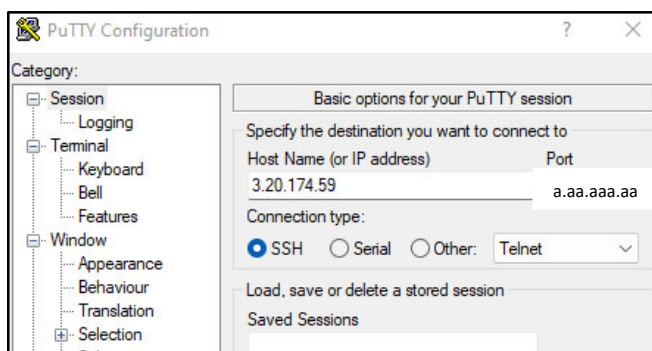 PuTTY Configuration
?
Category:
Session
Logging
Terminal
Keyboard
Bell
Features
Window
Appearance
Behaviour
Translation
Selection
Basic options for your PuTTY session
Specify the destination you want to connect to
Host Name (or IP address) Port
3.20.174.59 a.aa.aaa.aa
Connection type:
SSH Serial Other: Telnet
Load, save or delete a stored session
Saved Sessions